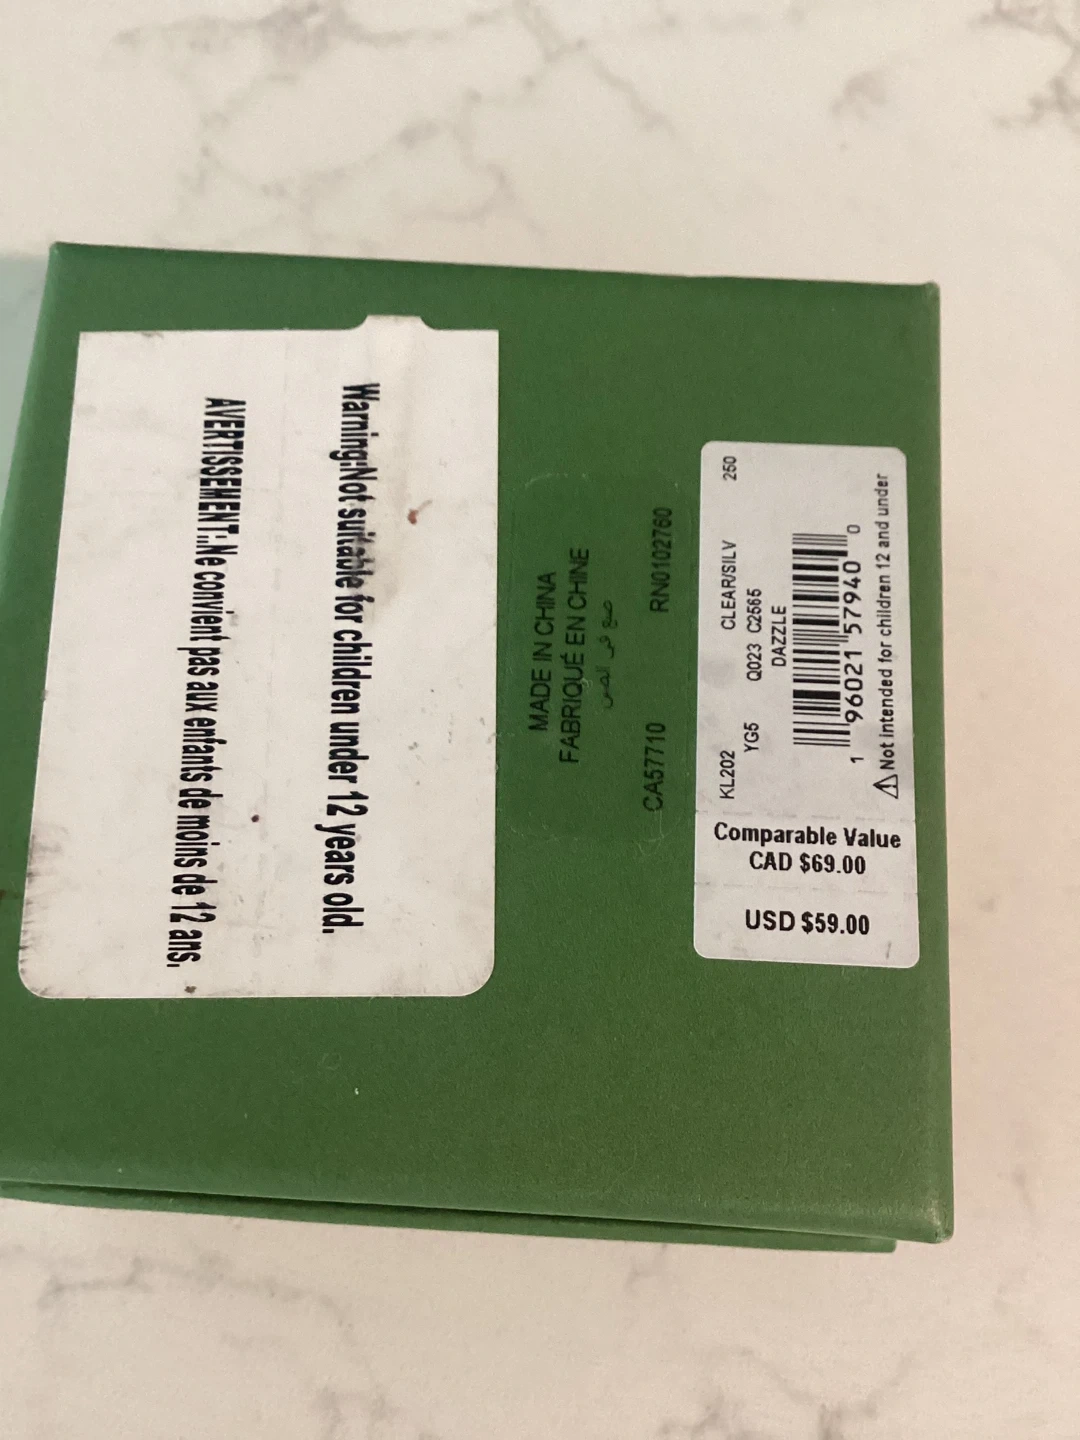 Warning:Not suitable for children under 12 years old.
AVERTISSEMENT:Ne convient pas aux enfants de moins de 12 ans.
MADE IN CHINA
FABRIQUÉ EN CHINE
صنع في الصين
CA57710 RN0102760
KL202 CLEAR/SILV 250
YG5 Q023 C2565
DAZZLE
1 96021 57940 0
⚠ Not intended for children 12 and under
Comparable Value
CAD $69.00
USD $59.00